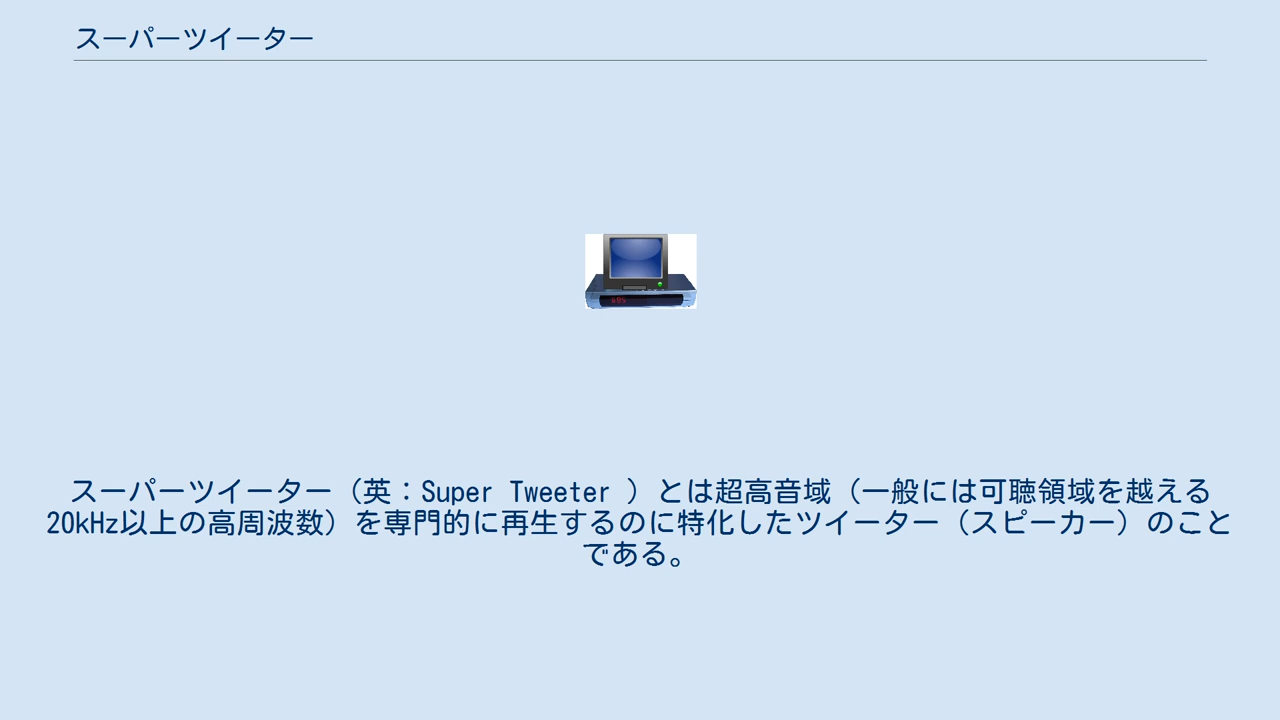 スーパーツイーター
685
スーパーツイーター（英：Super Tweeter ）とは超高音域（一般には可聴領域を越える
20kHz以上の高周波数）を専門的に再生するのに特化したツイーター（スピーカー）のこと
である。